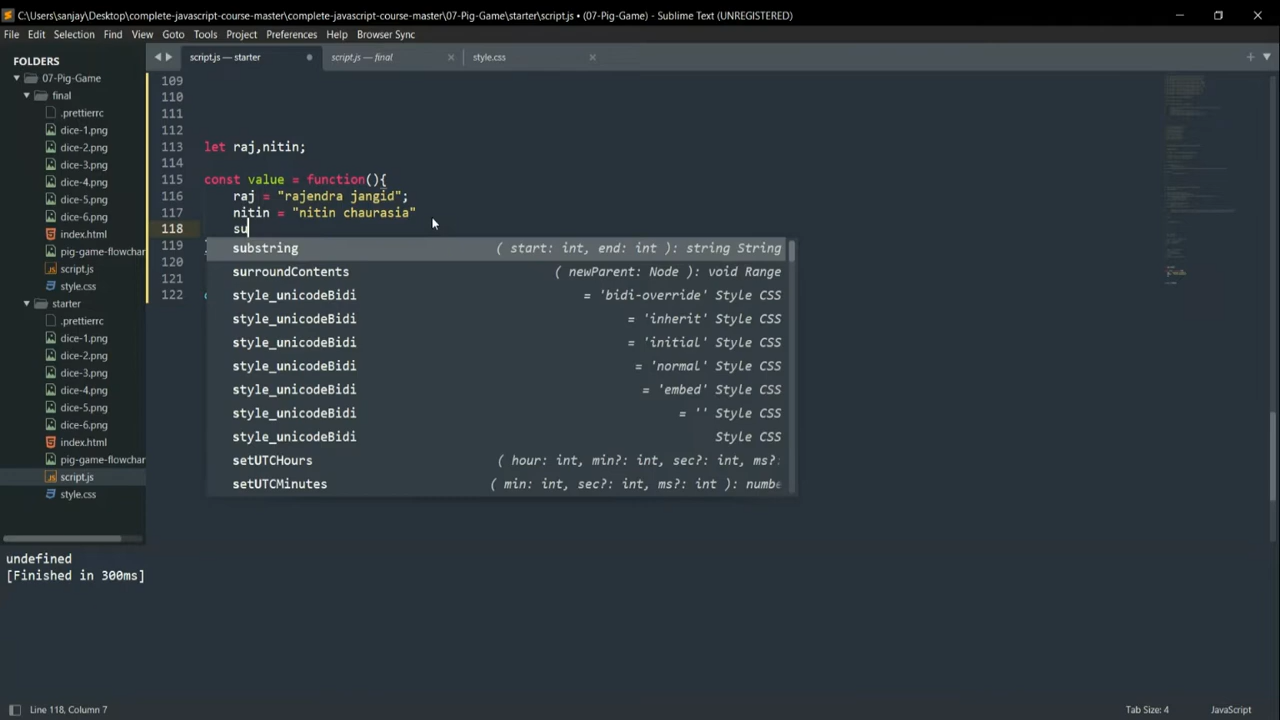 C:\Users\sanjay\Desktop\complete-javascript-course-master\complete-javascript-course-master\07-Pig-Game\starter\script.js • (07-Pig-Game) - Sublime Text (UNREGISTERED)
File Edit Selection Find View Goto Tools Project Preferences Help Browser Sync
FOLDERS
07-Pig-Game
final
.prettierrc
dice-1.png
dice-2.png
dice-3.png
dice-4.png
dice-5.png
dice-6.png
index.html
pig-game-flowchar
script.js
style.css
starter
.prettierrc
dice-1.png
dice-2.png
dice-3.png
dice-4.png
dice-5.png
dice-6.png
index.html
pig-game-flowchar
script.js
style.css
script.js — starter
script.js — final
style.css
109
110
111
112
113 let raj,nitin;
114
115 const value = function(){
116 raj = "rajendra jangid";
117 nitin = "nitin chaurasia"
118 su
119
120
121
122
substring ( start: int, end: int ): string String
surroundContents ( newParent: Node ): void Range
style_unicodeBidi = 'bidi-override' Style CSS
style_unicodeBidi = 'inherit' Style CSS
style_unicodeBidi = 'initial' Style CSS
style_unicodeBidi = 'normal' Style CSS
style_unicodeBidi = 'embed' Style CSS
style_unicodeBidi = '' Style CSS
style_unicodeBidi Style CSS
setUTCHours ( hour: int, min?: int, sec?: int, ms?:
setUTCMinutes ( min: int, sec?: int, ms?: int ): numbe
undefined
[Finished in 300ms]
Line 118, Column 7
Tab Size: 4
JavaScript